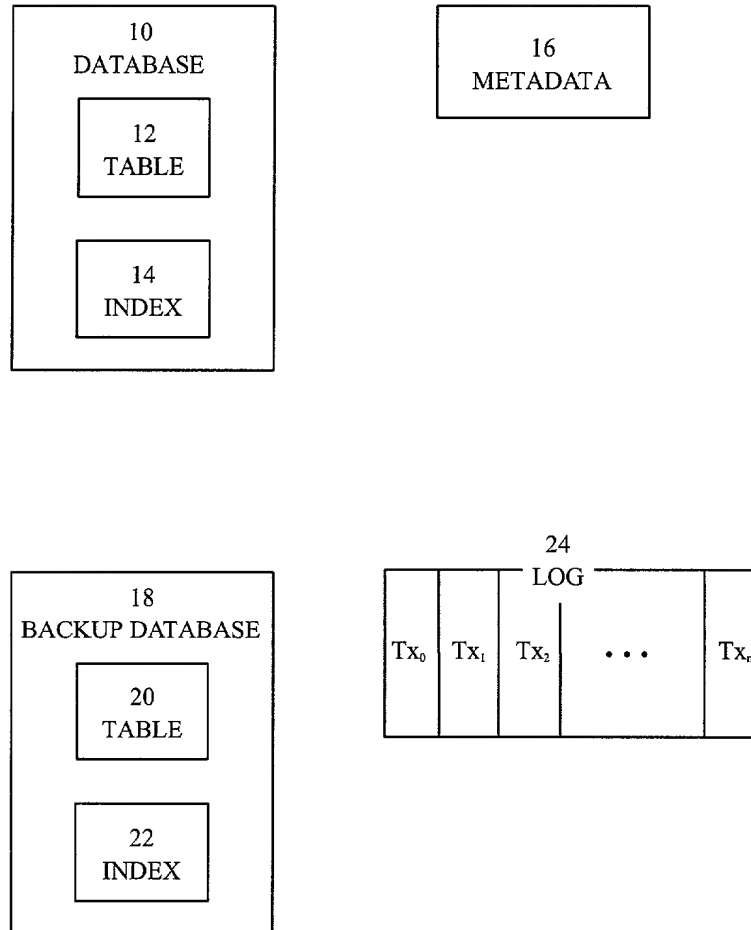 10
DATABASE
12
TABLE
14
INDEX
16
METADATA
18
BACKUP DATABASE
20
TABLE
22
INDEX
24
LOG
Tx₀ Tx₁ Tx₂ • • • Txₙ